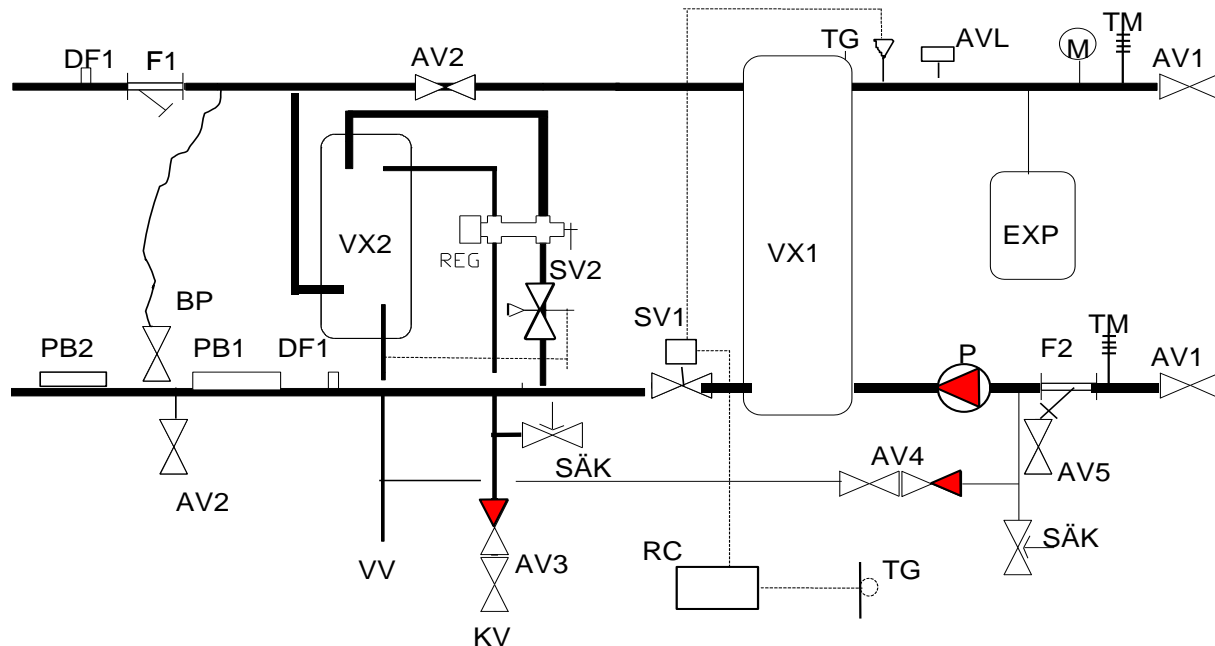 DF1
F1
AV2
TG
AVL
M
TM
AV1
VX2
REG
SV2
VX1
EXP
BP
PB2
PB1
DF1
SV1
P
F2
TM
AV1
SÄK
AV4
AV5
AV2
VV
AV3
KV
RC
TG
SÄK